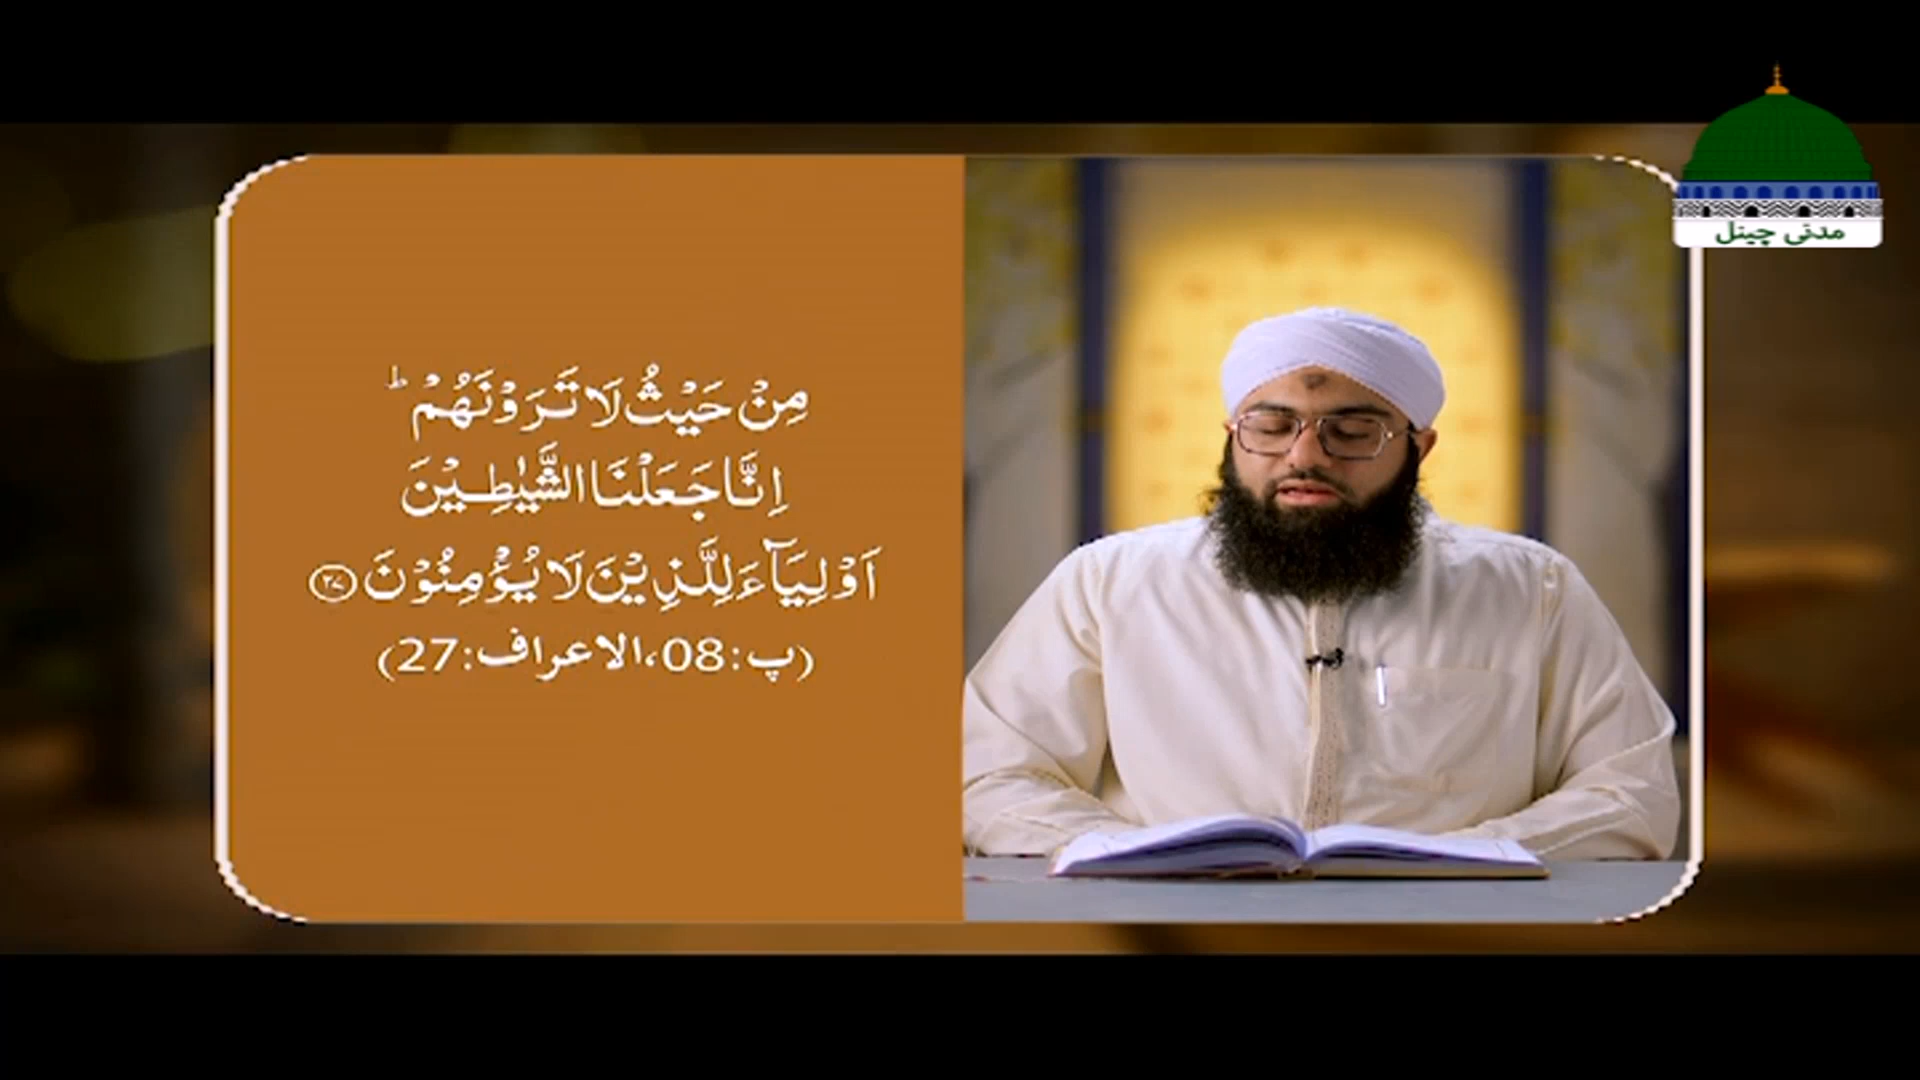 مِنْ حَیْثُ لَا تَرَوْنَهُمْ ؕ
اِنَّا جَعَلْنَا الشَّیٰطِیْنَ
اَوْلِیَآءَ لِلَّذِیْنَ لَا یُؤْمِنُوْنَ ۲۷
(پ:08،الاعراف:27)
مدنی چینل